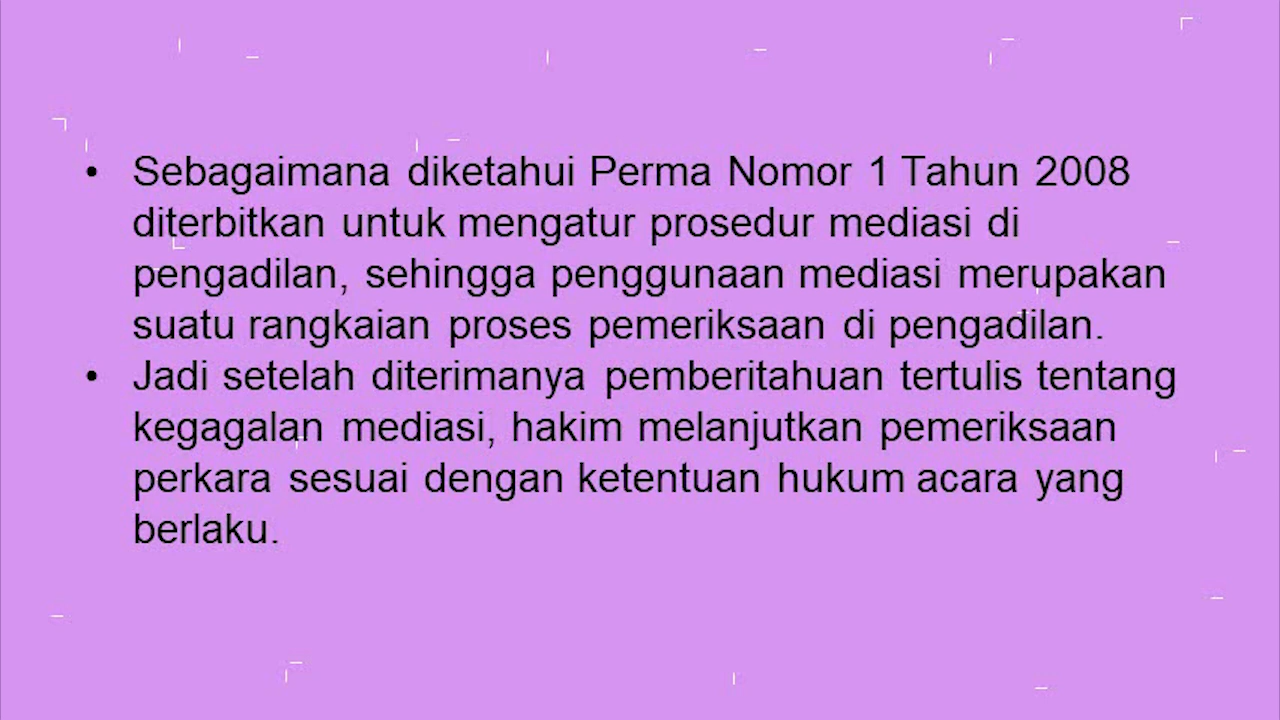 • Sebagaimana diketahui Perma Nomor 1 Tahun 2008
diterbitkan untuk mengatur prosedur mediasi di
pengadilan, sehingga penggunaan mediasi merupakan
suatu rangkaian proses pemeriksaan di pengadilan.
• Jadi setelah diterimanya pemberitahuan tertulis tentang
kegagalan mediasi, hakim melanjutkan pemeriksaan
perkara sesuai dengan ketentuan hukum acara yang
berlaku.